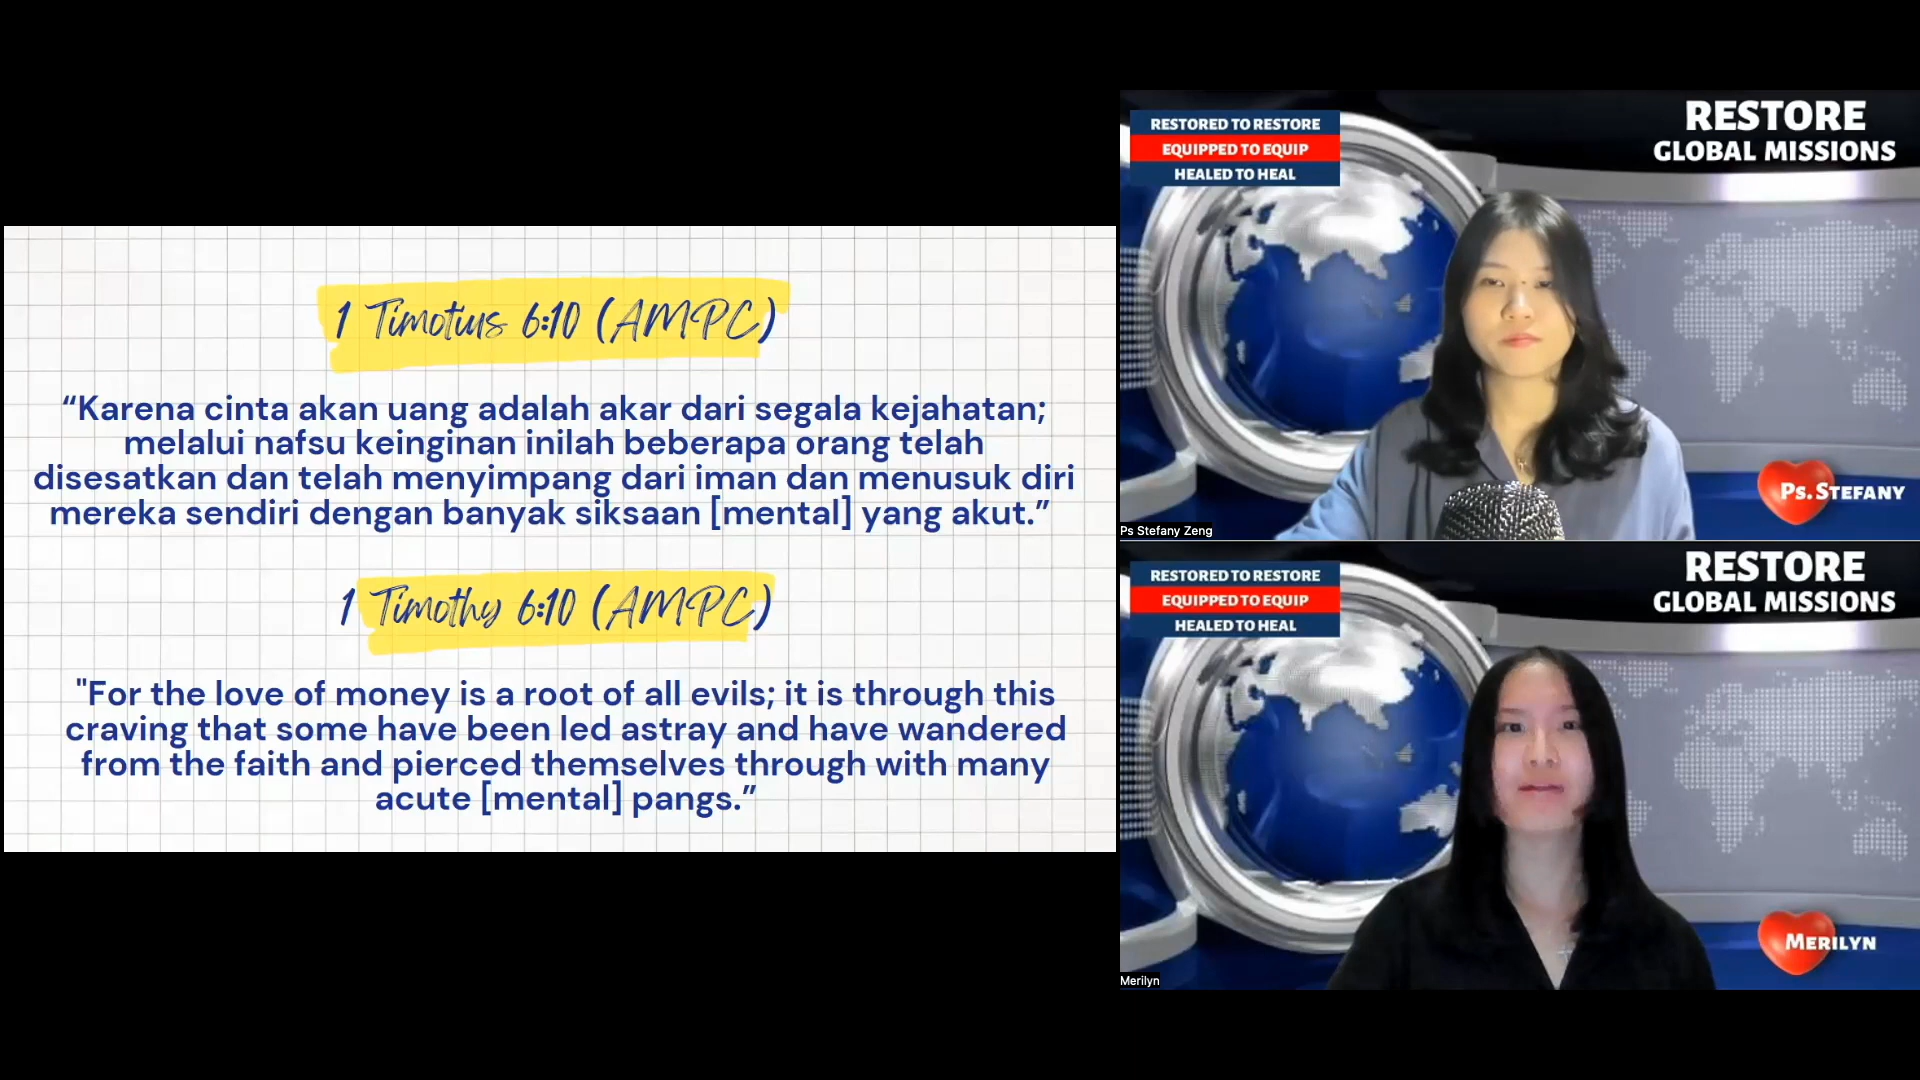 1 Timotius 6:10 (AMPC)
“Karena cinta akan uang adalah akar dari segala kejahatan;
melalui nafsu keinginan inilah beberapa orang telah
disesatkan dan telah menyimpang dari iman dan menusuk diri
mereka sendiri dengan banyak siksaan [mental] yang akut.”
1 Timothy 6:10 (AMPC)
"For the love of money is a root of all evils; it is through this
craving that some have been led astray and have wandered
from the faith and pierced themselves through with many
acute [mental] pangs.”
RESTORED TO RESTORE
EQUIPPED TO EQUIP
HEALED TO HEAL
RESTORE
GLOBAL MISSIONS
Ps. Stefany
Ps Stefany Zeng
RESTORED TO RESTORE
EQUIPPED TO EQUIP
HEALED TO HEAL
RESTORE
GLOBAL MISSIONS
Merilyn
Merilyn